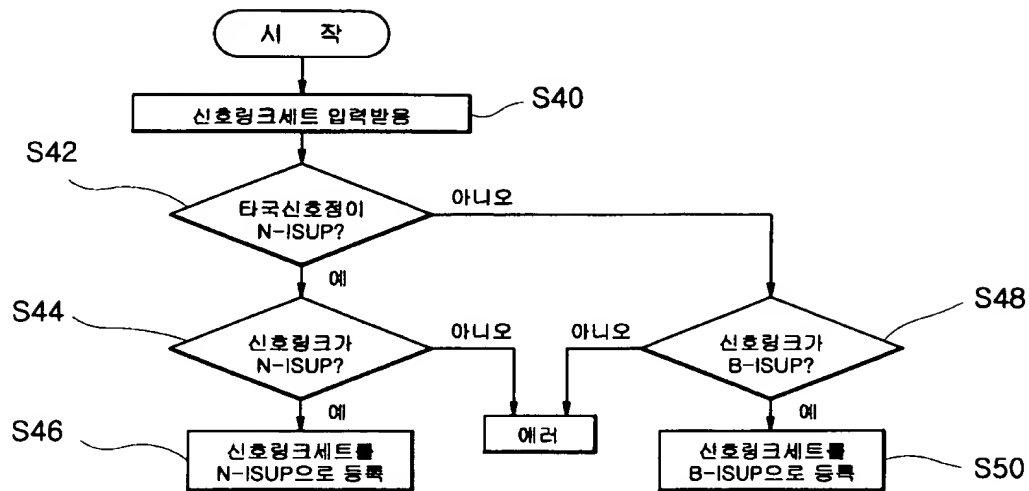 시 작
신호링크세트 입력받음
S40
S42
타국신호점이
N-ISUP?
아니오
예
S44
신호링크가
N-ISUP?
아니오
아니오
신호링크가
B-ISUP?
S48
예
예
S46
신호링크세트를
N-ISUP으로 등록
에러
신호링크세트를
B-ISUP으로 등록
S50